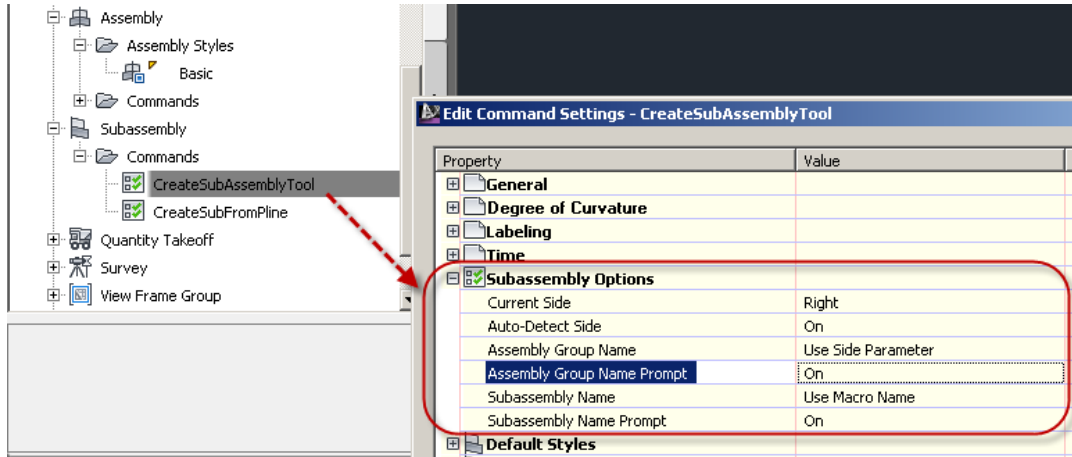 Assembly
Assembly Styles
Basic
Commands
Subassembly
Commands
CreateSubAssemblyTool
CreateSubFromPline
Quantity Takeoff
Survey
View Frame Group
Edit Command Settings - CreateSubAssemblyTool
Property Value
General
Degree of Curvature
Labeling
Time
Subassembly Options
Current Side Right
Auto-Detect Side On
Assembly Group Name Use Side Parameter
Assembly Group Name Prompt On
Subassembly Name Use Macro Name
Subassembly Name Prompt On
Default Styles